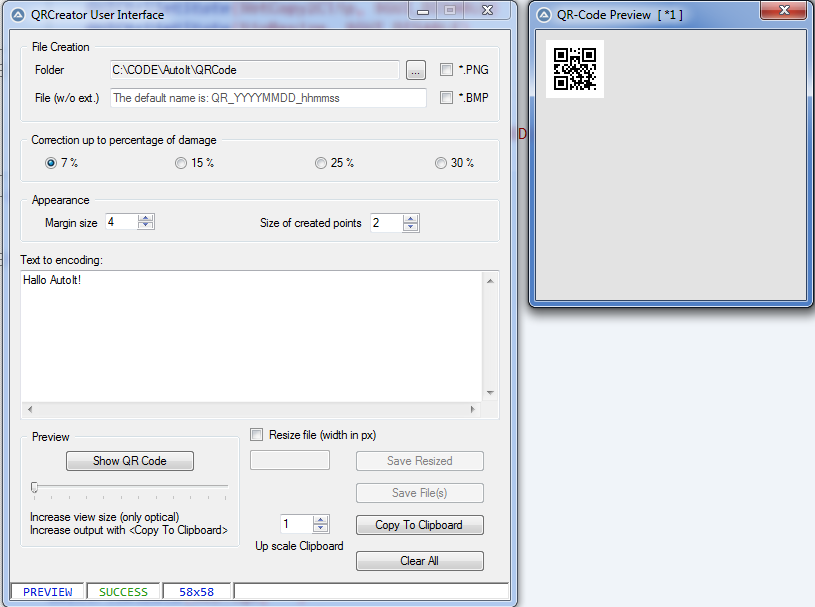 QRCreator User Interface
QR-Code Preview [ *1 ]
File Creation
Folder C:\CODE\AutoIt\QRCode ... *.PNG
File (w/o ext.) The default name is: QR_YYYYMMDD_hhmmss *.BMP
Correction up to percentage of damage
7 % 15 % 25 % 30 %
Appearance
Margin size 4 Size of created points 2
Text to encoding:
Hallo AutoIt!
Preview
Show QR Code
Increase view size (only optical)
Increase output with <Copy To Clipboard>
Resize file (width in px)
Save Resized
Save File(s)
1 Copy To Clipboard
Up scale Clipboard
Clear All
PREVIEW SUCCESS 58x58